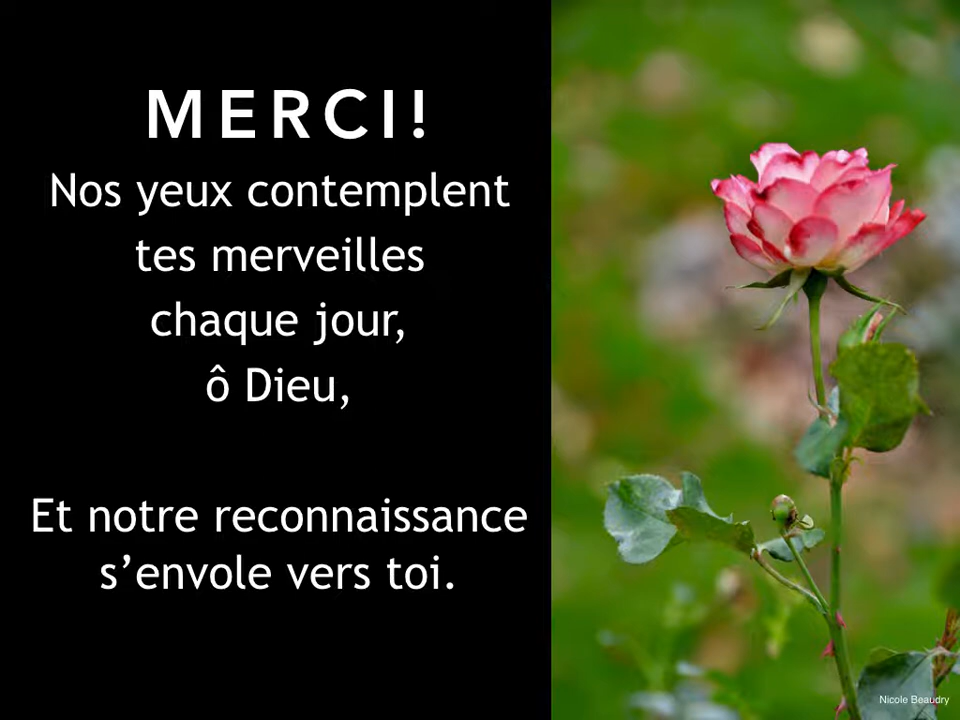 MERCI!
Nos yeux contemplent
tes merveilles
chaque jour,
ô Dieu,
Et notre reconnaissance
s’envole vers toi.
Nicole Beaudry